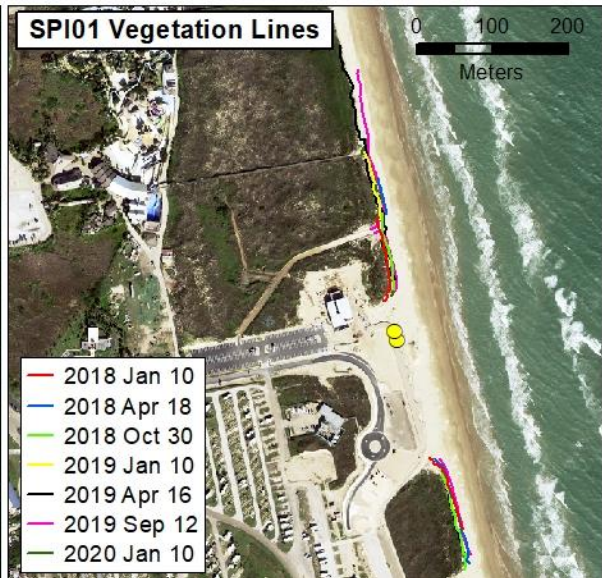 SPI01 Vegetation Lines
0 100 200
Meters
2018 Jan 10
2018 Apr 18
2018 Oct 30
2019 Jan 10
2019 Apr 16
2019 Sep 12
2020 Jan 10